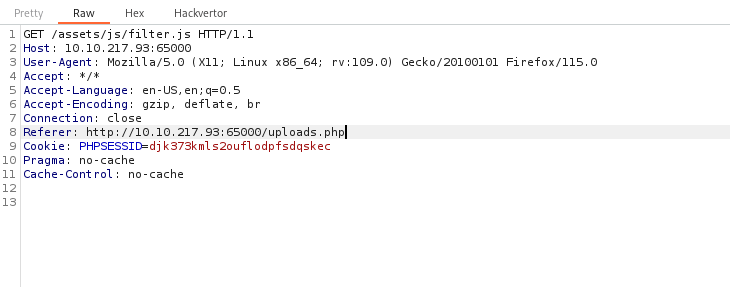 Pretty Raw Hex Hackvertor
1 GET /assets/js/filter.js HTTP/1.1
2 Host: 10.10.217.93:65000
3 User-Agent: Mozilla/5.0 (X11; Linux x86_64; rv:109.0) Gecko/20100101 Firefox/115.0
4 Accept: */*
5 Accept-Language: en-US,en;q=0.5
6 Accept-Encoding: gzip, deflate, br
7 Connection: close
8 Referer: http://10.10.217.93:65000/uploads.php
9 Cookie: PHPSESSID=djk373kmls2ouflodpfsdqskec
10 Pragma: no-cache
11 Cache-Control: no-cache
12
13